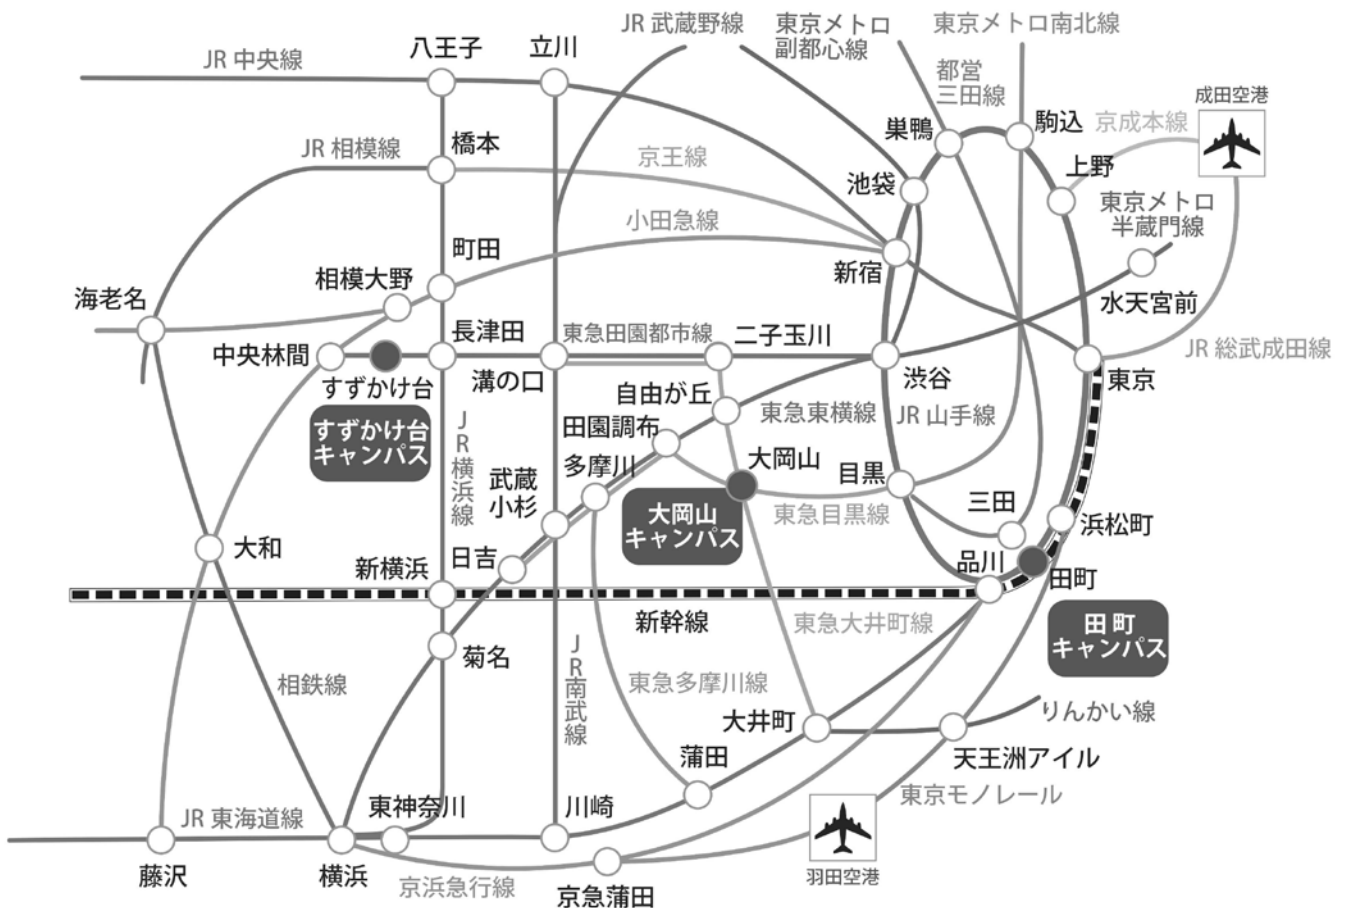 JR 武蔵野線
東京メトロ
副都心線
東京メトロ南北線
JR 中央線
八王子
立川
都営
三田線
成田空港
巣鴨
駒込
京成本線
橋本
JR 相模線
京王線
上野
池袋
東京メトロ
半蔵門線
小田急線
町田
新宿
相模大野
海老名
水天宮前
中央林間
長津田
東急田園都市線
二子玉川
JR 総武成田線
すずかけ台
溝の口
渋谷
東京
自由が丘
東急東横線
JR 山手線
すずかけ台
キャンパス
JR横浜線
田園調布
多摩川
大岡山
目黒
武蔵
小杉
大岡山
キャンパス
東急目黒線
三田
浜松町
大和
日吉
新横浜
品川
田町
新幹線
東急大井町線
田 町
キャンパス
菊名
JR南武線
相鉄線
東急多摩川線
大井町
りんかい線
蒲田
天王洲アイル
東京モノレール
JR 東海道線
東神奈川
川崎
藤沢
横浜
京浜急行線
京急蒲田
羽田空港